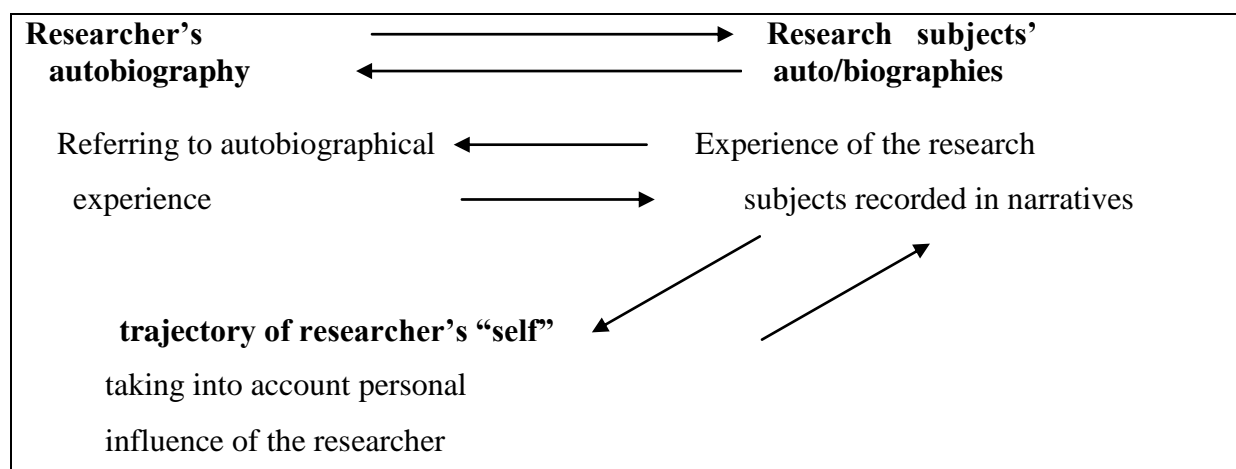 Researcher’s
Research subjects’
autobiography
auto/biographies
Referring to autobiographical
Experience of the research
experience
subjects recorded in narratives
trajectory of researcher’s “self”
taking into account personal
influence of the researcher